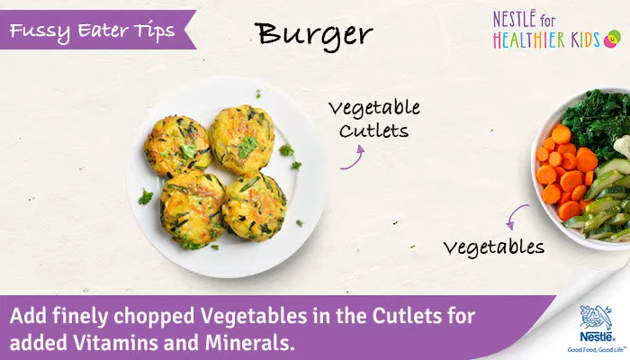 Fussy Eater Tips
Burger
NESTLÉ for
HEALTHIER KIDS
Vegetable
Cutlets
Vegetables
Add finely chopped Vegetables in the Cutlets for
added Vitamins and Minerals.
Nestlé
Good Food, Good Life™